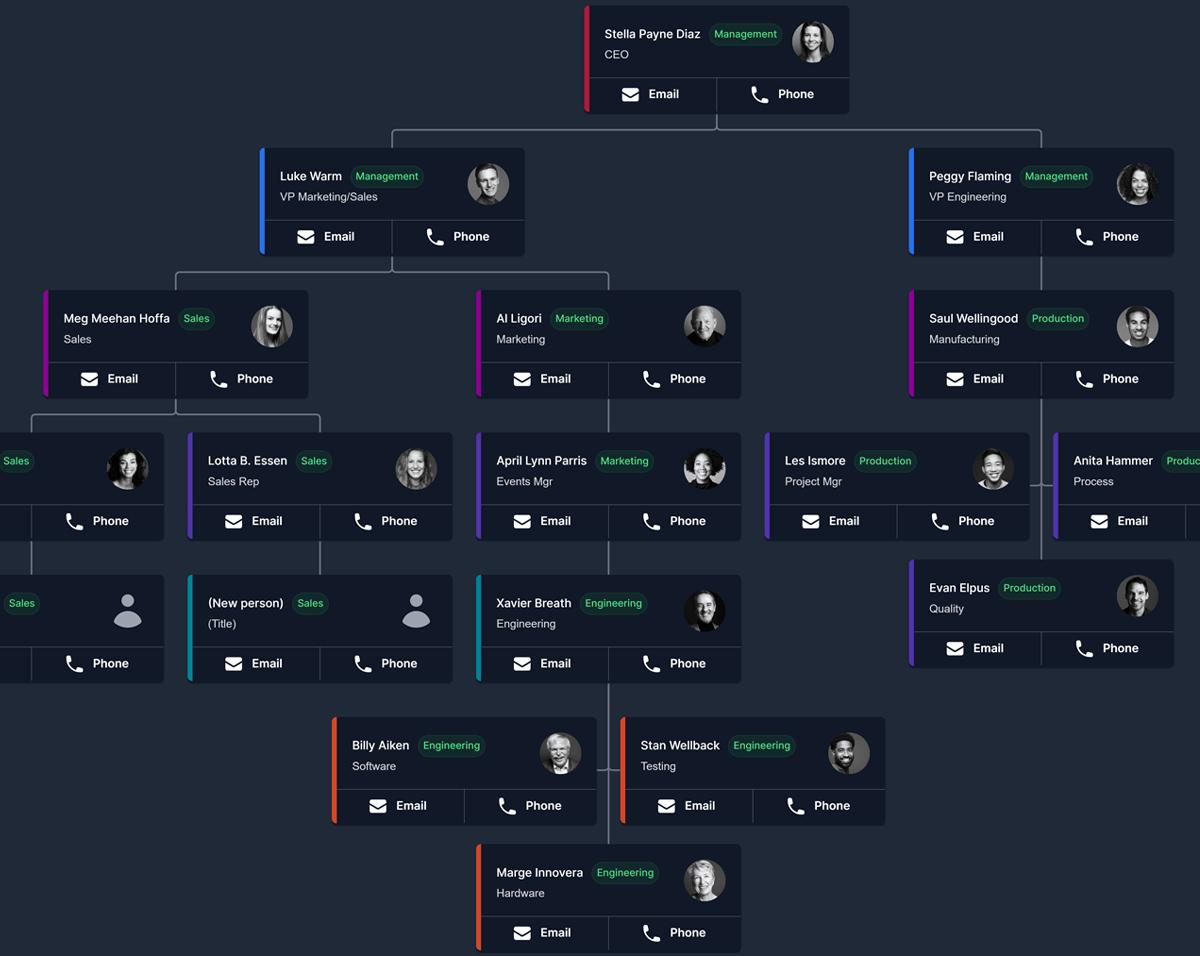 Stella Payne Diaz Management
CEO
Email Phone
Luke Warm Management
VP Marketing/Sales
Email Phone
Peggy Flaming Management
VP Engineering
Email Phone
Meg Meehan Hoffa Sales
Sales
Email Phone
Al Ligori Marketing
Marketing
Email Phone
Saul Wellingood Production
Manufacturing
Email Phone
Sales
Phone
Lotta B. Essen Sales
Sales Rep
Email Phone
April Lynn Parris Marketing
Events Mgr
Email Phone
Les Ismore Production
Project Mgr
Email Phone
Anita Hammer Produc
Process
Email
Sales
Phone
(New person) Sales
(Title)
Email Phone
Xavier Breath Engineering
Engineering
Email Phone
Evan Elpus Production
Quality
Email Phone
Billy Aiken Engineering
Software
Email Phone
Stan Wellback Engineering
Testing
Email Phone
Marge Innovera Engineering
Hardware
Email Phone